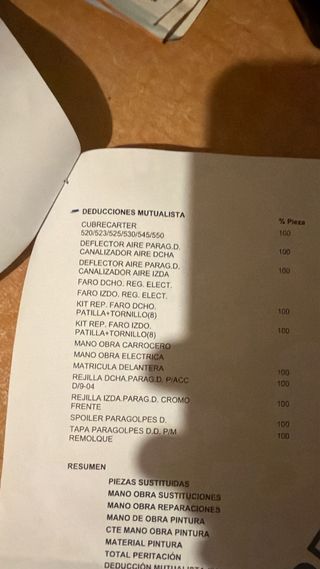 DEDUCCIONES MUTUALISTA
% Pieza
CUBRECARTER
520/523/525/530/545/550 100
DEFLECTOR AIRE PARAG.D.
CANALIZADOR AIRE DCHA 100
DEFLECTOR AIRE PARAG.D.
CANALIZADOR AIRE IZDA 100
FARO DCHO. REG. ELECT.
FARO IZDO. REG. ELECT.
KIT REP. FARO DCHO.
PATILLA+TORNILLO(8) 100
KIT REP. FARO IZDO.
PATILLA+TORNILLO(8) 100
MANO OBRA CARROCERO
MANO OBRA ELECTRICA
MATRICULA DELANTERA 100
REJILLA DCHA.PARAG.D. P/ACC 100
D/9-04
REJILLA IZDA.PARAG.D. CROMO 100
FRENTE
SPOILER PARAGOLPES D. 100
TAPA PARAGOLPES D.D. P/M 100
REMOLQUE
RESUMEN
PIEZAS SUSTITUIDAS
MANO OBRA SUSTITUCIONES
MANO OBRA REPARACIONES
MANO DE OBRA PINTURA
CTE MANO OBRA PINTURA
MATERIAL PINTURA
TOTAL PERITACIÓN
DEDUCCIÓN MUTUALISTA